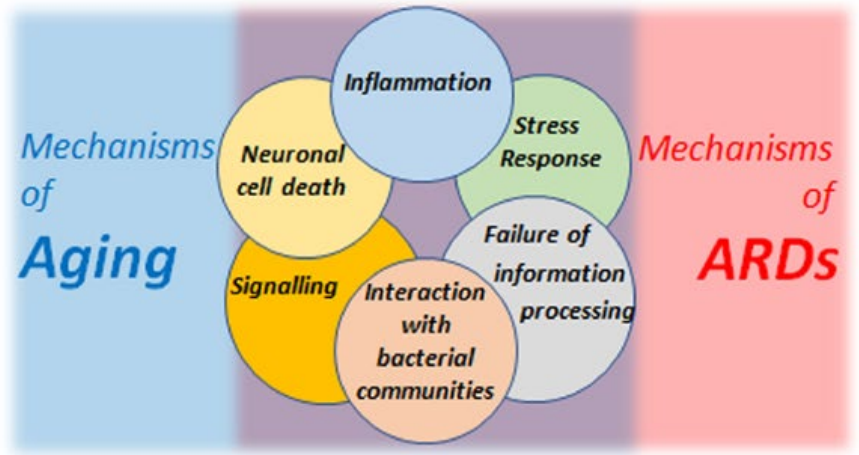 Mechanisms
of
Aging
Inflammation
Neuronal
cell death
Stress
Response
Signalling
Interaction
with
bacterial
communities
Failure of
information
processing
Mechanisms
of
ARDs